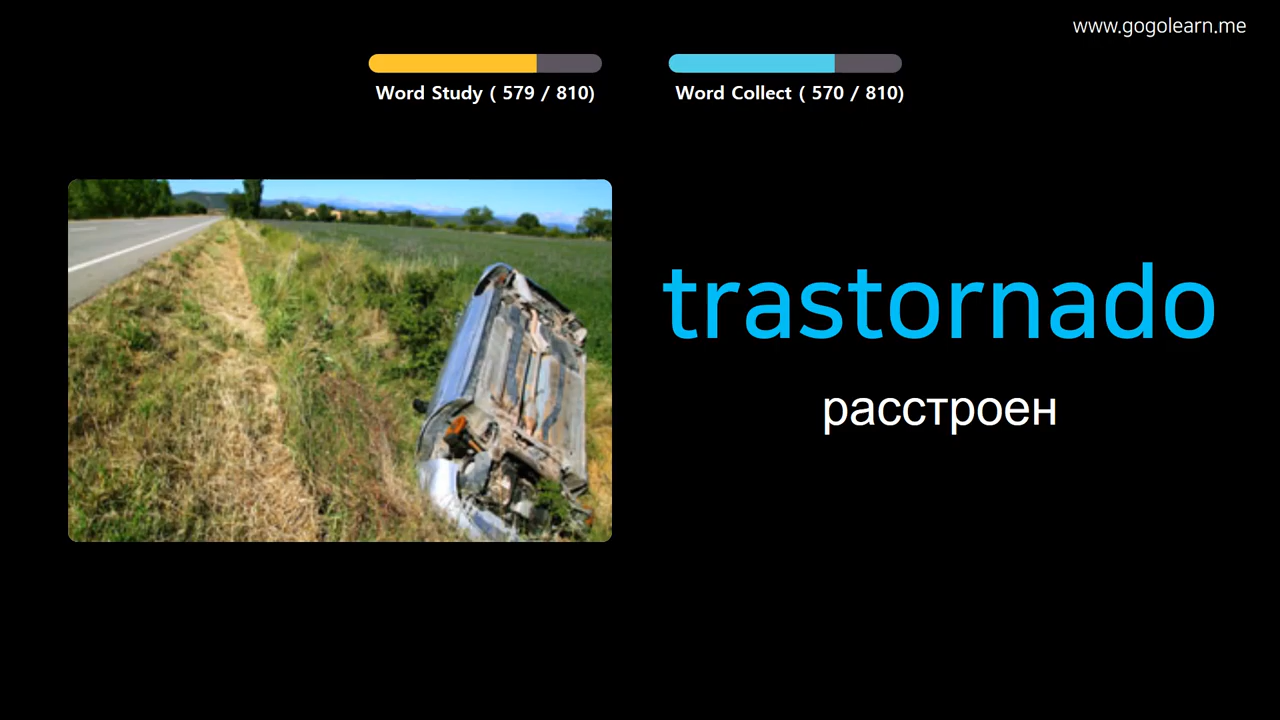 www.gogolearn.me
Word Study ( 579 / 810)
Word Collect ( 570 / 810)
trastornado
расстроен